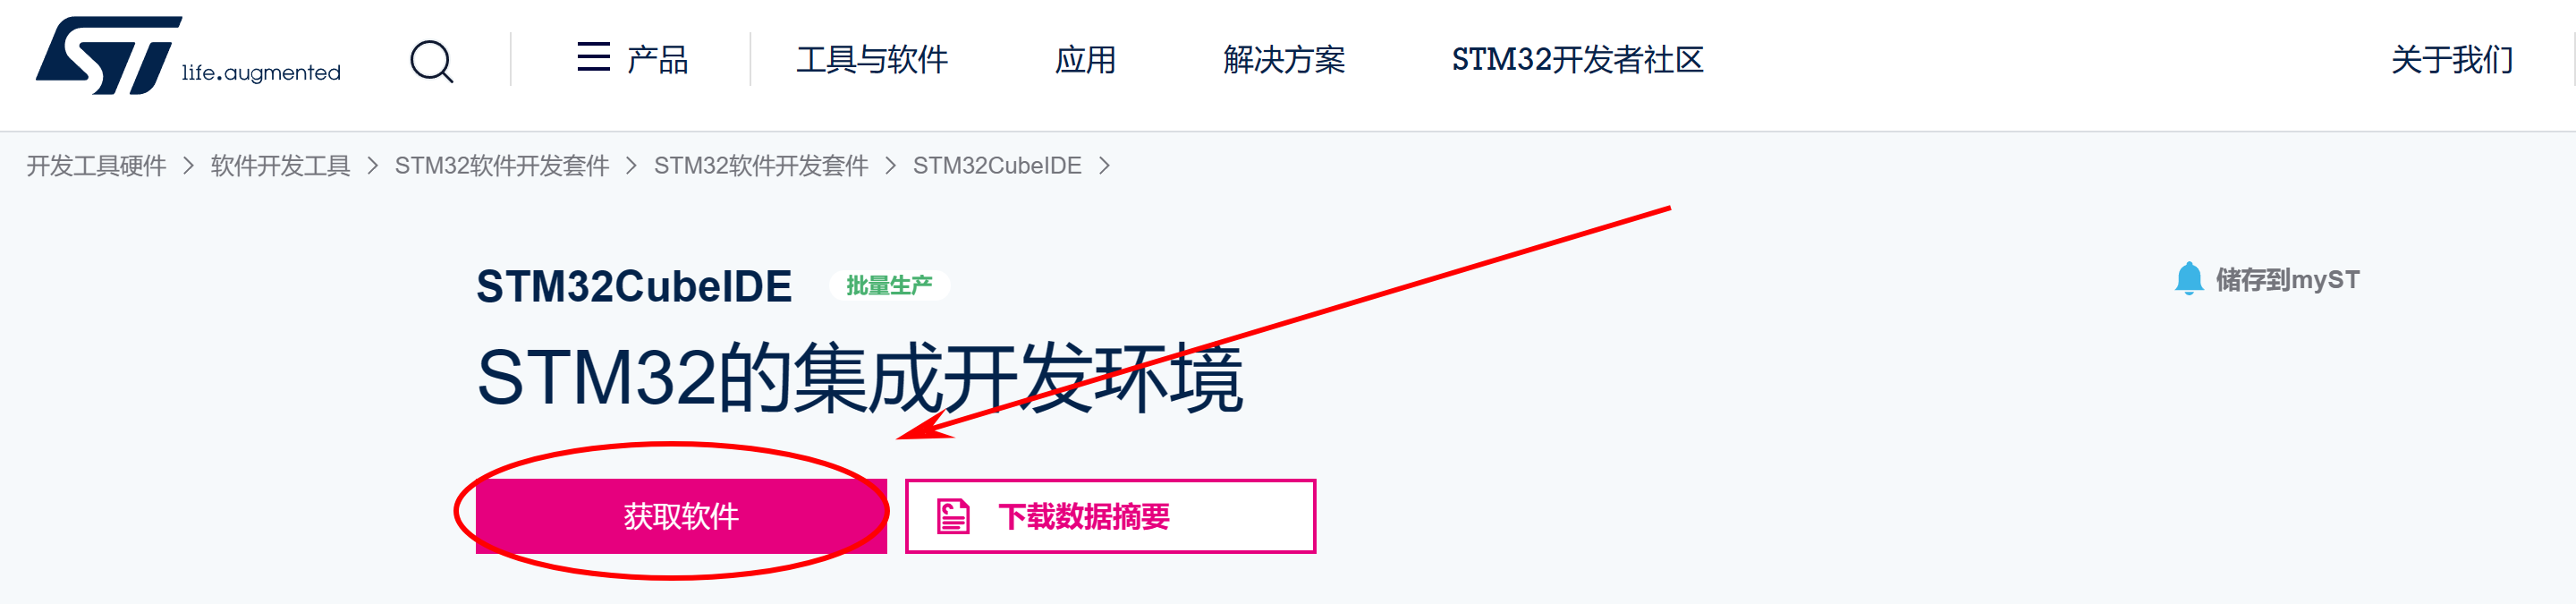 ST life.augmented
产品 工具与软件 应用 解决方案 STM32开发者社区 关于我们
开发工具硬件 > 软件开发工具 > STM32软件开发套件 > STM32软件开发套件 > STM32CubeIDE >
STM32CubeIDE 批量生产 储存到myST
STM32的集成开发环境
获取软件 下载数据摘要